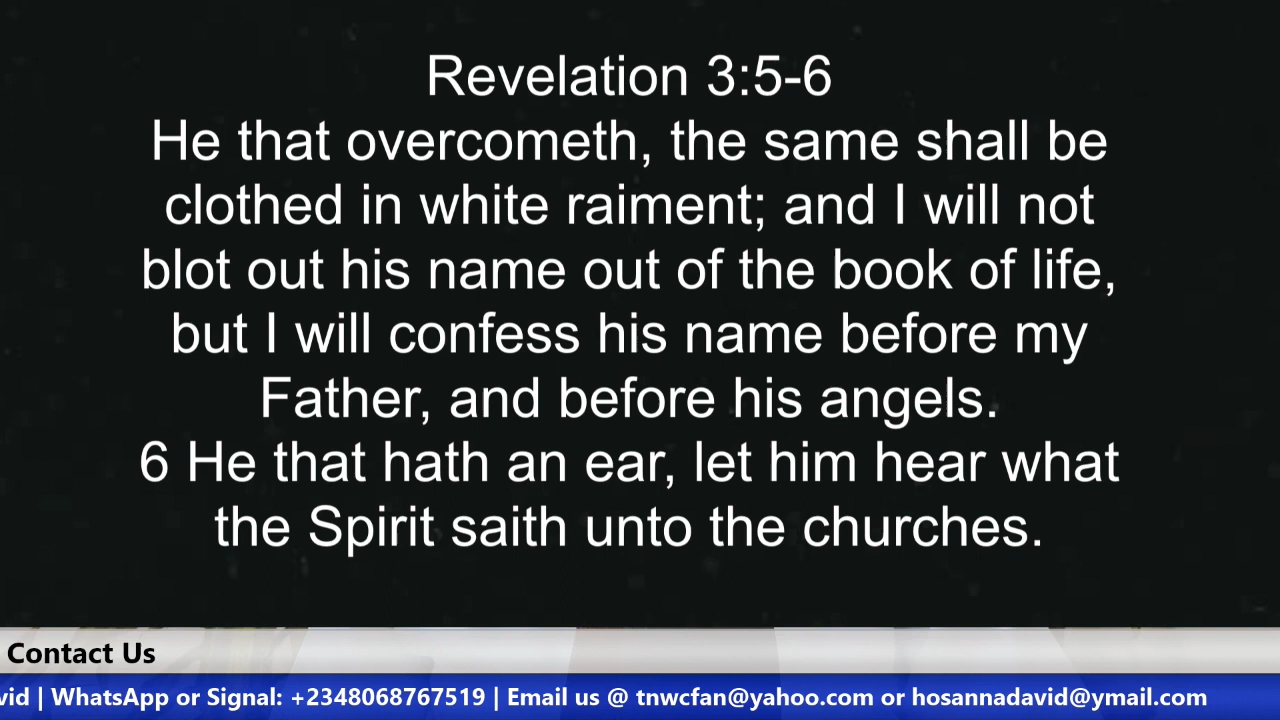 Revelation 3:5-6
He that overcometh, the same shall be
clothed in white raiment; and I will not
blot out his name out of the book of life,
but I will confess his name before my
Father, and before his angels.
6 He that hath an ear, let him hear what
the Spirit saith unto the churches.
Contact Us
vid | WhatsApp or Signal: +2348068767519 | Email us @ tnwcfan@yahoo.com or hosannadavid@ymail.com